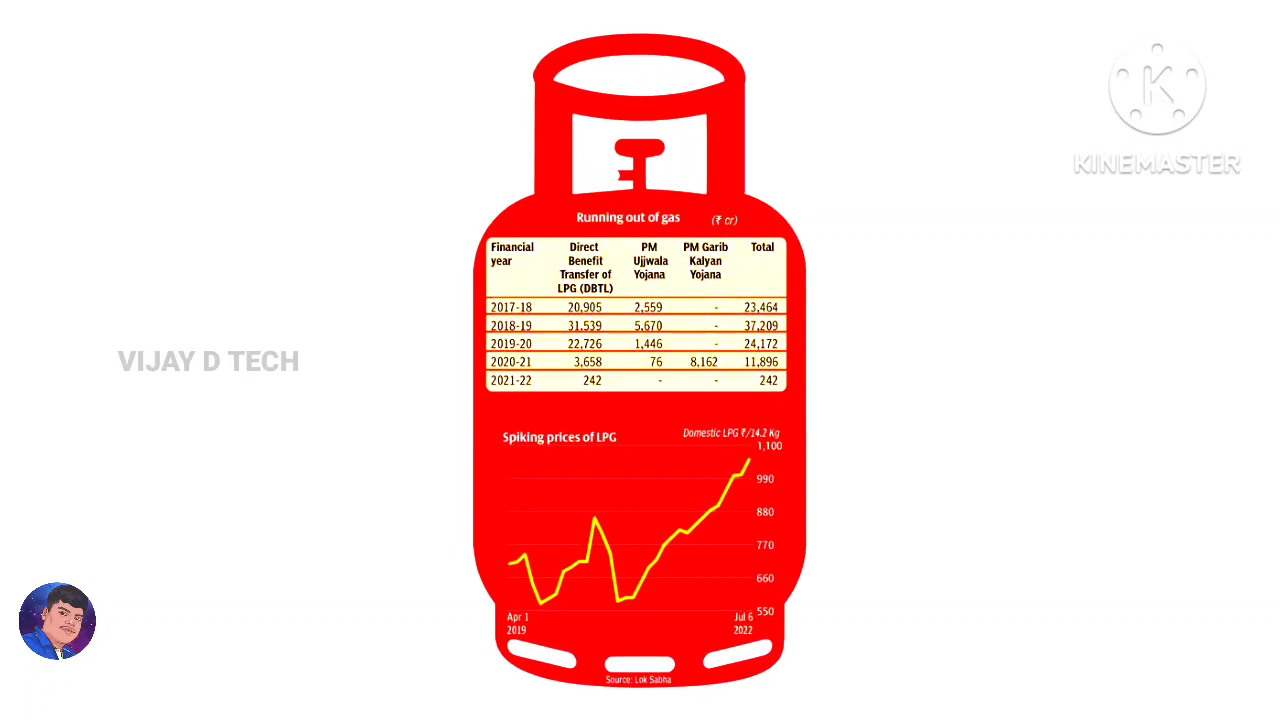 KINEMASTER
Running out of gas (₹ cr)
Financial year Direct Benefit Transfer of LPG (DBTL) PM Ujjwala Yojana PM Garib Kalyan Yojana Total
2017-18 20,905 2,559 - 23,464
2018-19 31,539 5,670 - 37,209
2019-20 22,726 1,446 - 24,172
2020-21 3,658 76 8,162 11,896
2021-22 242 - - 242
VIJAY D TECH
Spiking prices of LPG Domestic LPG ₹/14.2 Kg
1,100
990
880
770
660
550
Apr 1 2019
Jul 6 2022
Source: Lok Sabha